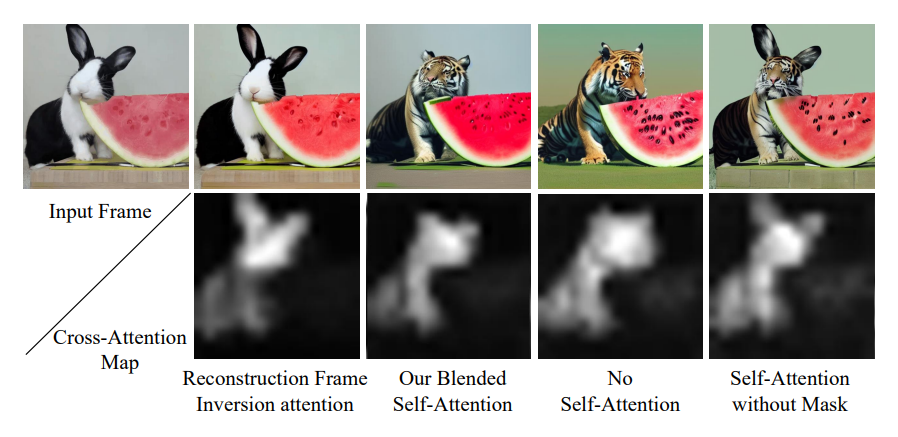 Input Frame
Cross-Attention
Map
Reconstruction Frame
Inversion attention
Our Blended
Self-Attention
No
Self-Attention
Self-Attention
without Mask